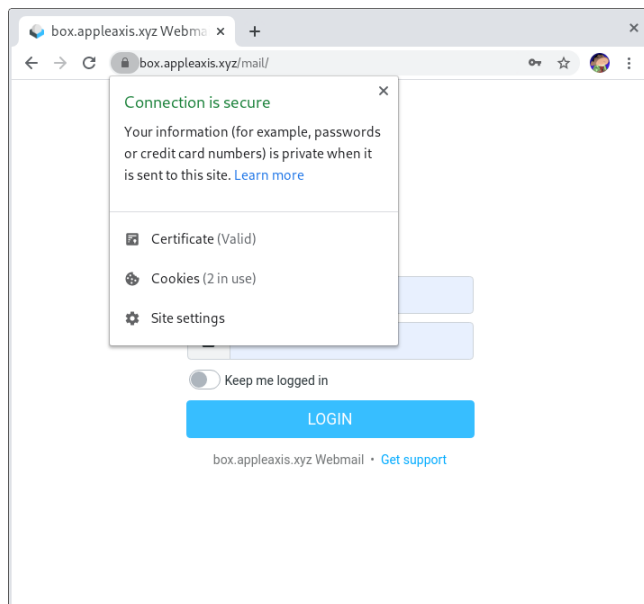 box.appleaxis.xyz Webma
box.appleaxis.xyz/mail/
Connection is secure
Your information (for example, passwords
or credit card numbers) is private when it
is sent to this site. Learn more
Certificate (Valid)
Cookies (2 in use)
Site settings
Keep me logged in
LOGIN
box.appleaxis.xyz Webmail • Get support